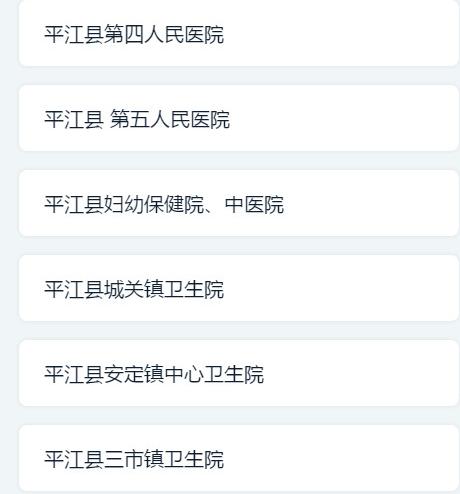 平江县第四人民医院
平江县 第五人民医院
平江县妇幼保健院、中医院
平江县城关镇卫生院
平江县安定镇中心卫生院
平江县三市镇卫生院